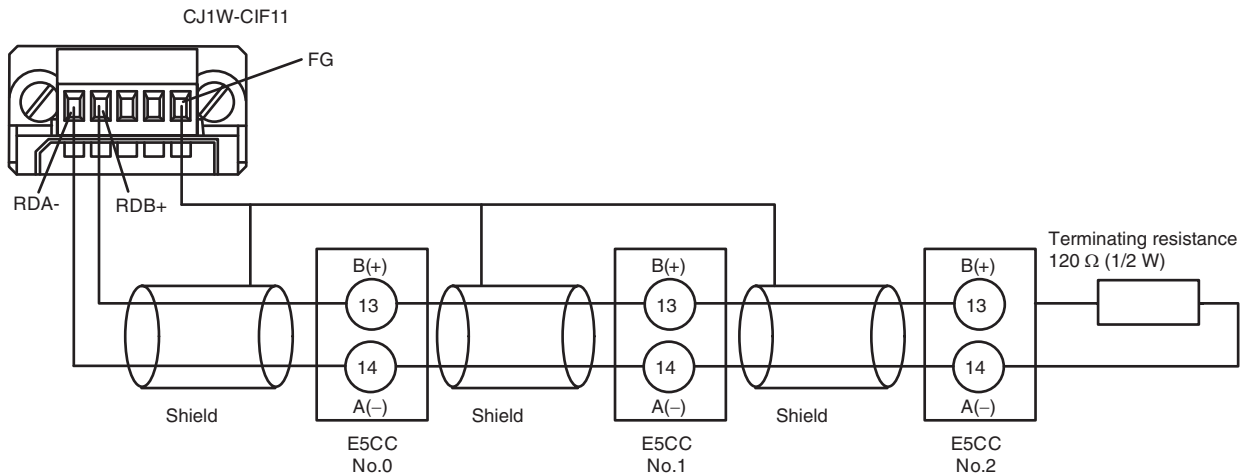 CJ1W-CIF11
FG
RDA-
RDB+
Terminating resistance
120 Ω (1/2 W)
B(+)
B(+)
B(+)
13
13
13
14
14
14
A(−)
A(−)
A(−)
Shield
Shield
Shield
E5CC
No.0
E5CC
No.1
E5CC
No.2